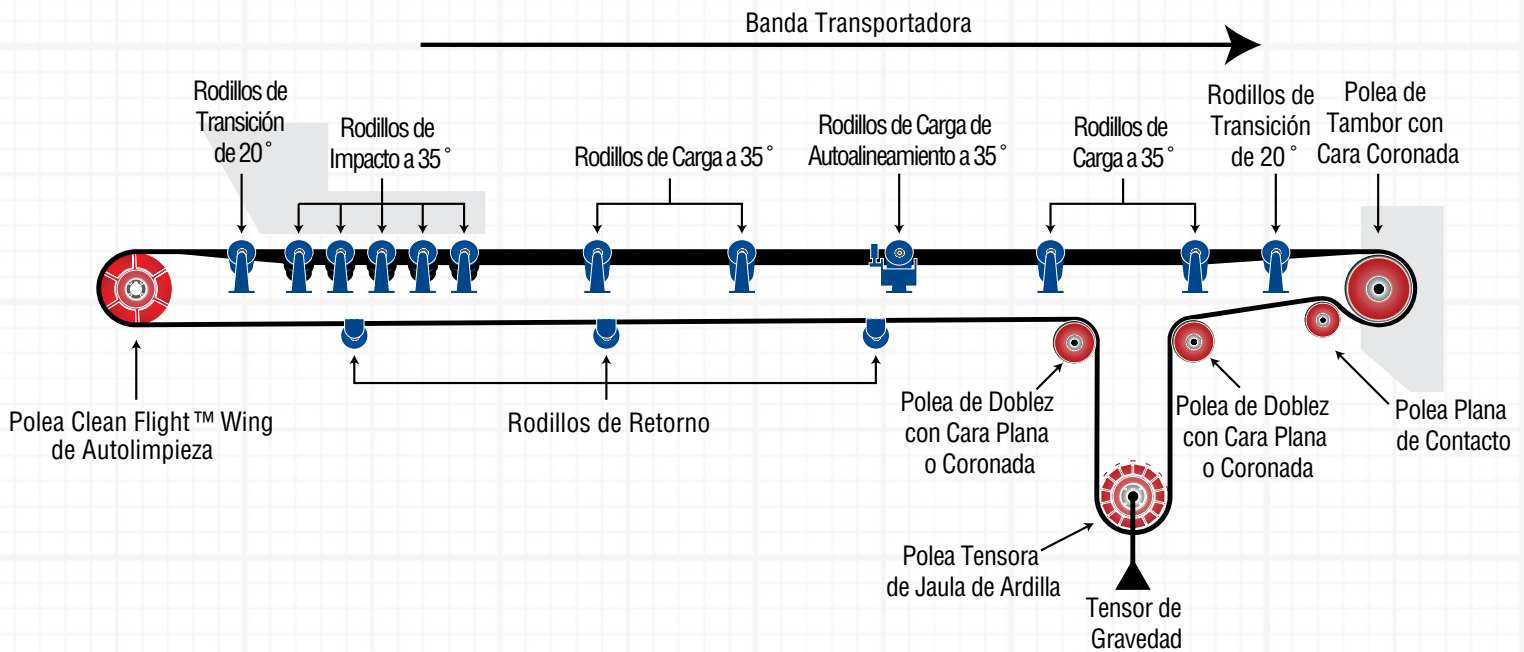 Banda Transportadora
Rodillos de
Transición
de 20°
Rodillos de
Impacto a 35°
Rodillos de Carga a 35°
Rodillos de Carga de
Autoalineamiento a 35°
Rodillos de
Carga a 35°
Rodillos de
Transición
de 20°
Polea de
Tambor con
Cara Coronada
Polea Clean Flight™ Wing
de Autolimpieza
Rodillos de Retorno
Polea de Doblez
con Cara Plana
o Coronada
Polea de Doblez
con Cara Plana
o Coronada
Polea Plana
de Contacto
Polea Tensora
de Jaula de Ardilla
Tensor de
Gravedad